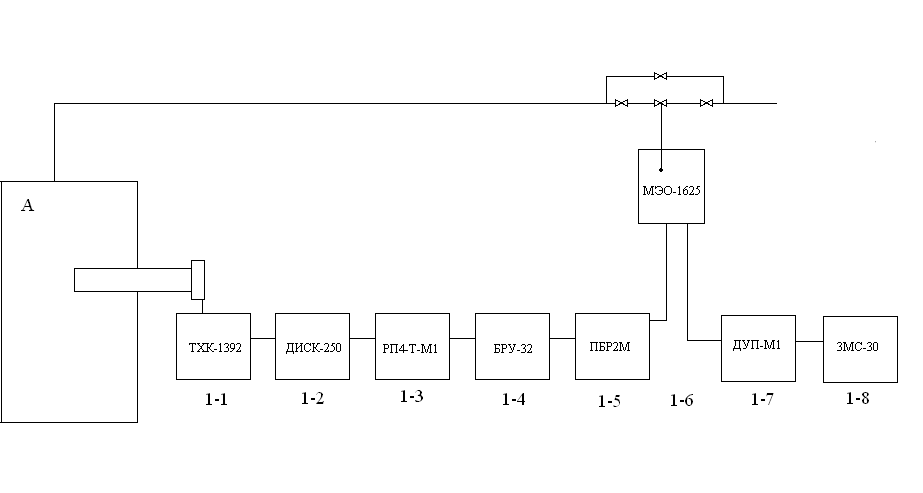 А
МЭО-1625
ТХК-1392
ДИСК-250
РП4-Т-М1
БРУ-32
ПБР2М
ДУП-М1
ЗМС-30
1-1
1-2
1-3
1-4
1-5
1-6
1-7
1-8